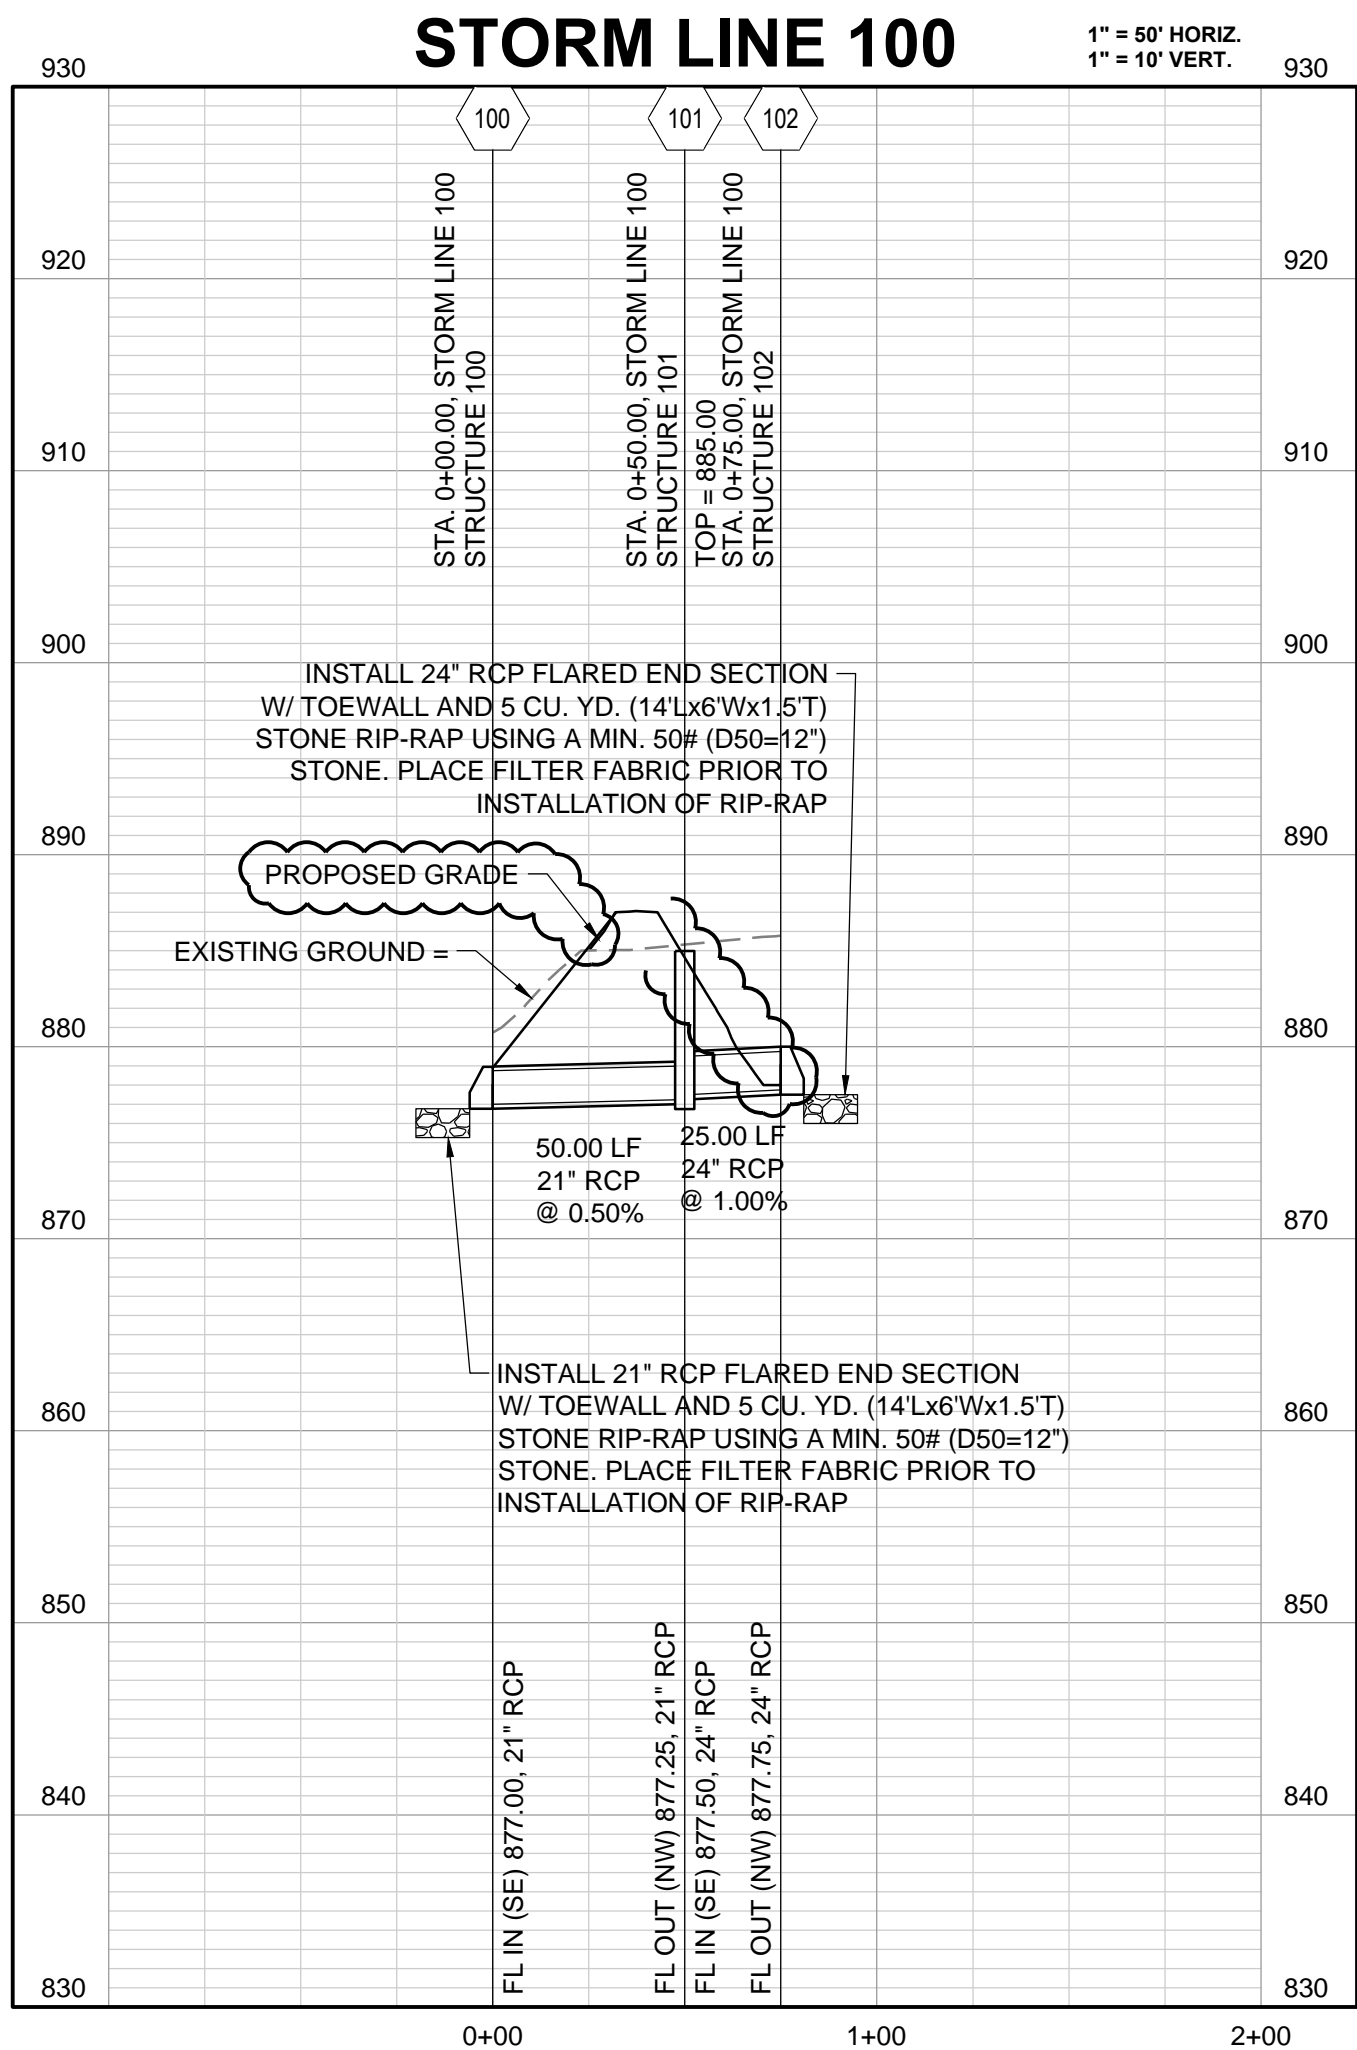 STORM LINE 100
1" = 50' HORIZ.
1" = 10' VERT.
930
930
100
101
102
STA. 0+00.00, STORM LINE 100
STRUCTURE 100
STA. 0+50.00, STORM LINE 100
STRUCTURE 101
TOP = 885.00
STA. 0+75.00, STORM LINE 100
STRUCTURE 102
920
920
910
910
900
900
INSTALL 24" RCP FLARED END SECTION
W/ TOEWALL AND 5 CU. YD. (14'Lx6'Wx1.5'T)
STONE RIP-RAP USING A MIN. 50# (D50=12")
STONE. PLACE FILTER FABRIC PRIOR TO
INSTALLATION OF RIP-RAP
890
890
PROPOSED GRADE
EXISTING GROUND =
880
880
50.00 LF
21" RCP
@ 0.50%
25.00 LF
24" RCP
@ 1.00%
870
870
INSTALL 21" RCP FLARED END SECTION
W/ TOEWALL AND 5 CU. YD. (14'Lx6'Wx1.5'T)
STONE RIP-RAP USING A MIN. 50# (D50=12")
STONE. PLACE FILTER FABRIC PRIOR TO
INSTALLATION OF RIP-RAP
860
860
850
850
FL IN (SE) 877.00, 21" RCP
FL OUT (NW) 877.25, 21" RCP
FL IN (SE) 877.50, 24" RCP
FL OUT (NW) 877.75, 24" RCP
840
840
830
830
0+00
1+00
2+00